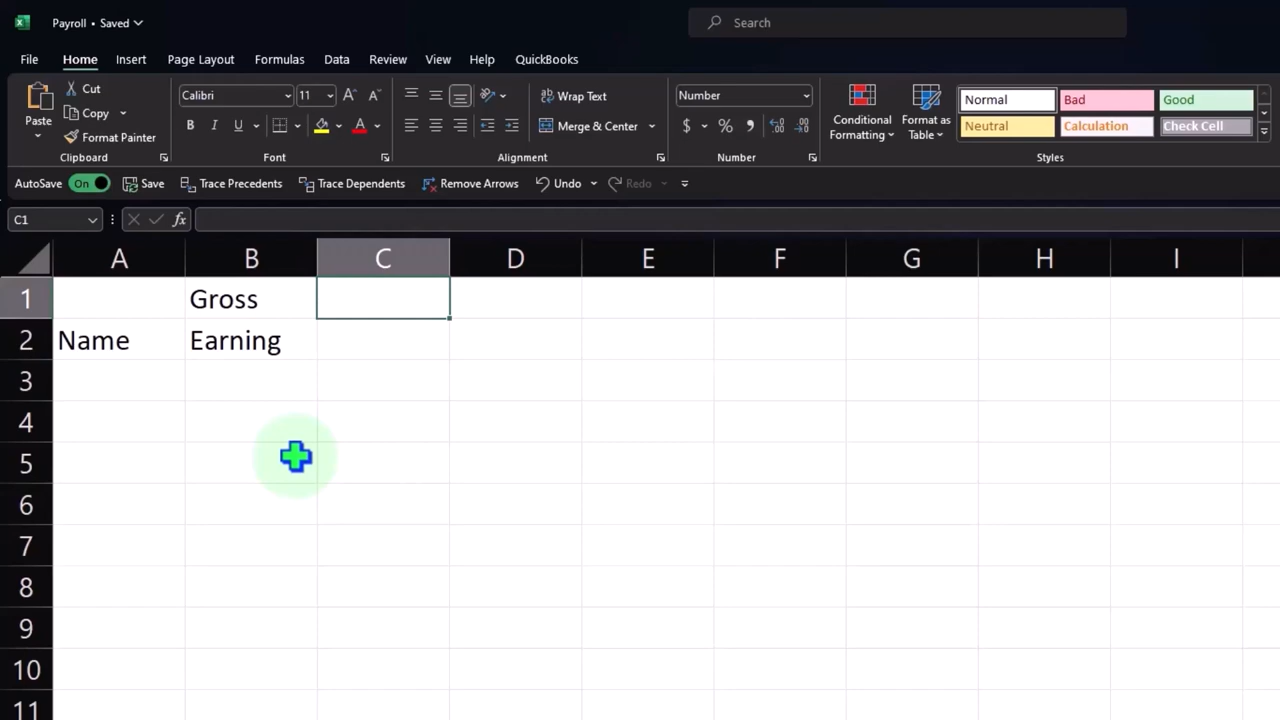 Payroll • Saved
Search
File Home Insert Page Layout Formulas Data Review View Help QuickBooks
Paste
Cut
Copy
Format Painter
Clipboard
Calibri 11 A A
B I U A
Font
Wrap Text
Merge & Center
Alignment
Number
$ % ,
Number
Conditional Formatting
Format as Table
Normal Bad Good
Neutral Calculation Check Cell
Styles
AutoSave On Save Trace Precedents Trace Dependents Remove Arrows Undo Redo
C1 fx
A B C D E F G H I
1 Gross
2 Name Earning
3
4
5
6
7
8
9
10
11